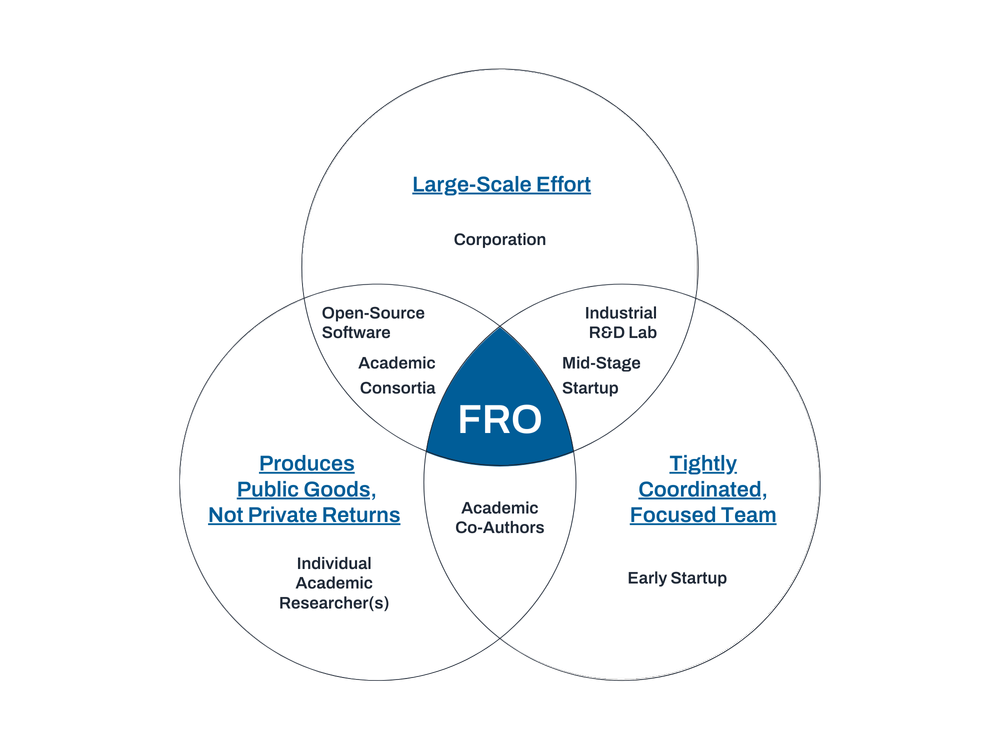 Large-Scale Effort
Corporation
Open-Source
Software
Academic
Consortia
Industrial
R&D Lab
Mid-Stage
Startup
FRO
Produces
Public Goods,
Not Private Returns
Individual
Academic
Researcher(s)
Academic
Co-Authors
Tightly
Coordinated,
Focused Team
Early Startup